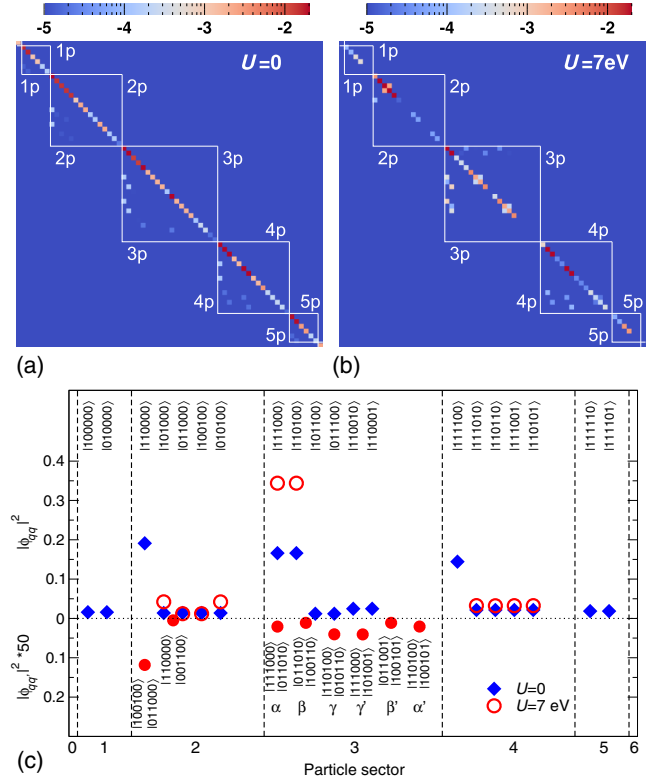 -5 -4 -3 -2
-5 -4 -3 -2
U=0
1p
1p
2p
2p
3p
3p
4p
4p
5p
5p
(a)
U=7eV
1p
1p
2p
2p
3p
3p
4p
4p
5p
5p
(b)
|100000⟩
|010000⟩
|110000⟩
|101000⟩
|011000⟩
|100100⟩
|010100⟩
|111000⟩
|110100⟩
|101100⟩
|011100⟩
|110010⟩
|110001⟩
|111100⟩
|111010⟩
|110110⟩
|111001⟩
|110101⟩
|111110⟩
|111101⟩
|ϕqq|²
0.4
0.3
0.2
0.1
0
|ϕqq'|² *50
0.1
0.2
|100100⟩
|011000⟩
|110000⟩
|001100⟩
|111000⟩
|011010⟩
|011010⟩
|100110⟩
|110100⟩
|010110⟩
|111000⟩
|101001⟩
|011001⟩
|100101⟩
|110100⟩
|100101⟩
α β γ γ' β' α'
U=0
U=7 eV
0 1 2 3 4 5 6
Particle sector
(c)